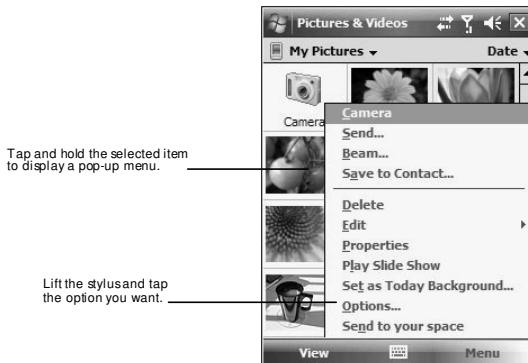 Pictures & Videos
My Pictures Date
Camera
Camera
Send...
Beam...
Save to Contact...
Tap and hold the selected item
to display a pop-up menu.
Delete
Edit
Properties
Play Slide Show
Set as Today Background...
Lift the stylus and tap
the option you want.
Options...
Send to your space
View Menu